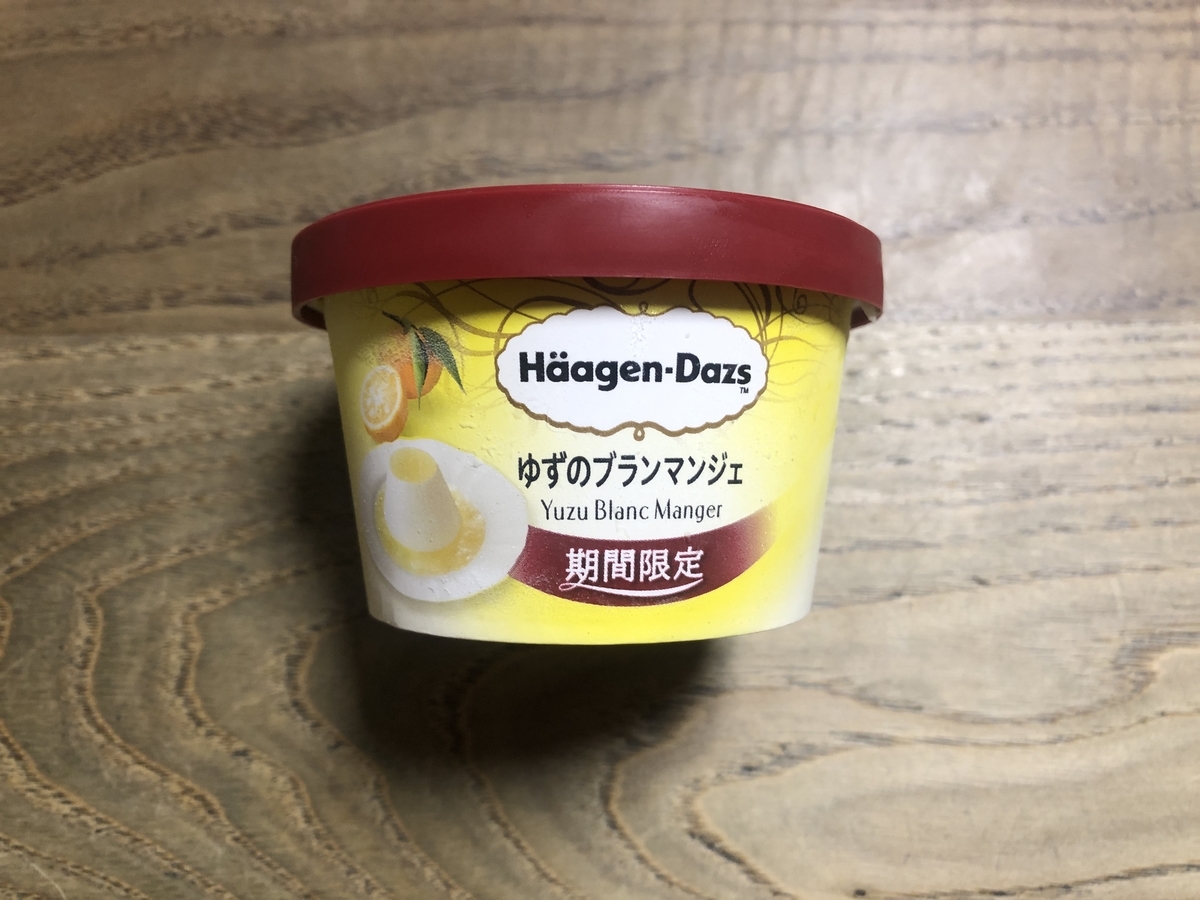 Häagen-Dazs
TM
ゆずのブランマンジェ
Yuzu Blanc Manger
期間限定